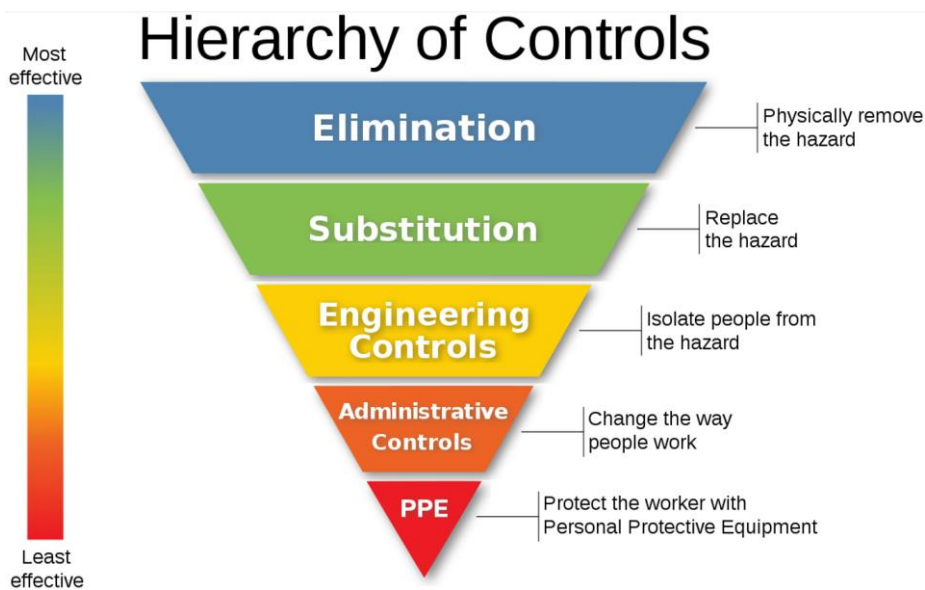 Hierarchy of Controls
Most
effective
Elimination
Physically remove
the hazard
Substitution
Replace
the hazard
Engineering
Controls
Isolate people from
the hazard
Administrative
Controls
Change the way
people work
PPE
Protect the worker with
Personal Protective Equipment
Least
effective